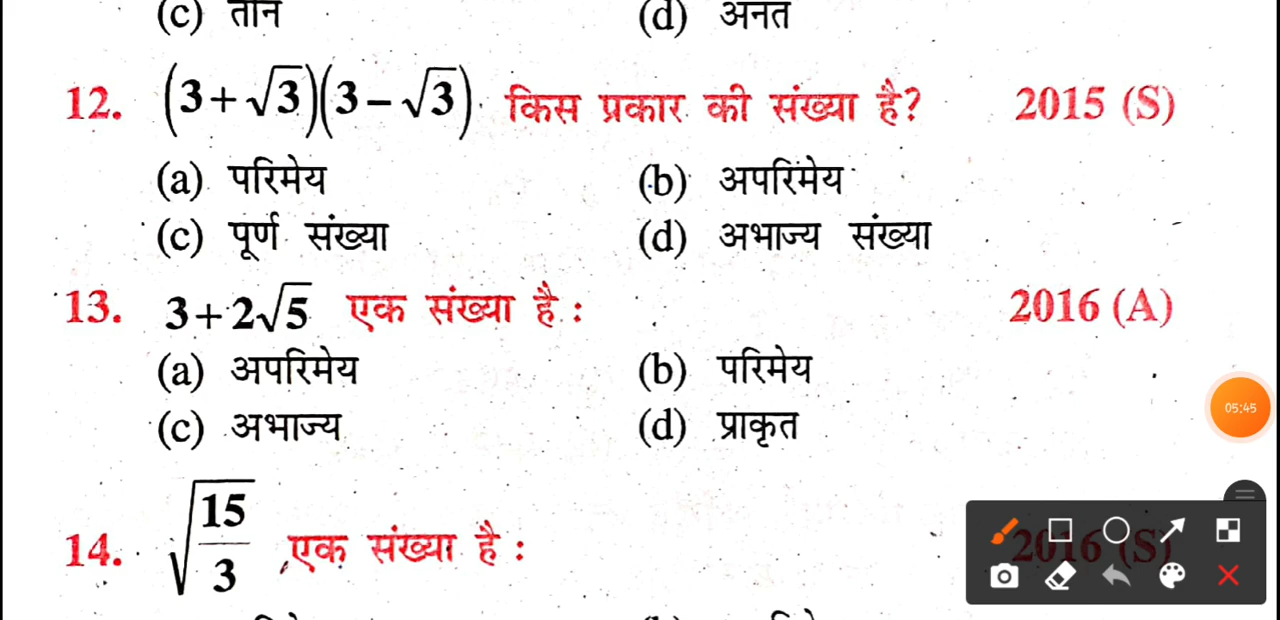 (c) तीन (d) अनंत
12. (3+√3)(3-√3) किस प्रकार की संख्या है? 2015 (S)
(a) परिमेय (b) अपरिमेय
(c) पूर्ण संख्या (d) अभाज्य संख्या
13. 3+2√5 एक संख्या है : 2016 (A)
(a) अपरिमेय (b) परिमेय
(c) अभाज्य (d) प्राकृत
05:45
14. √(15/3) एक संख्या है : 2016 (S)